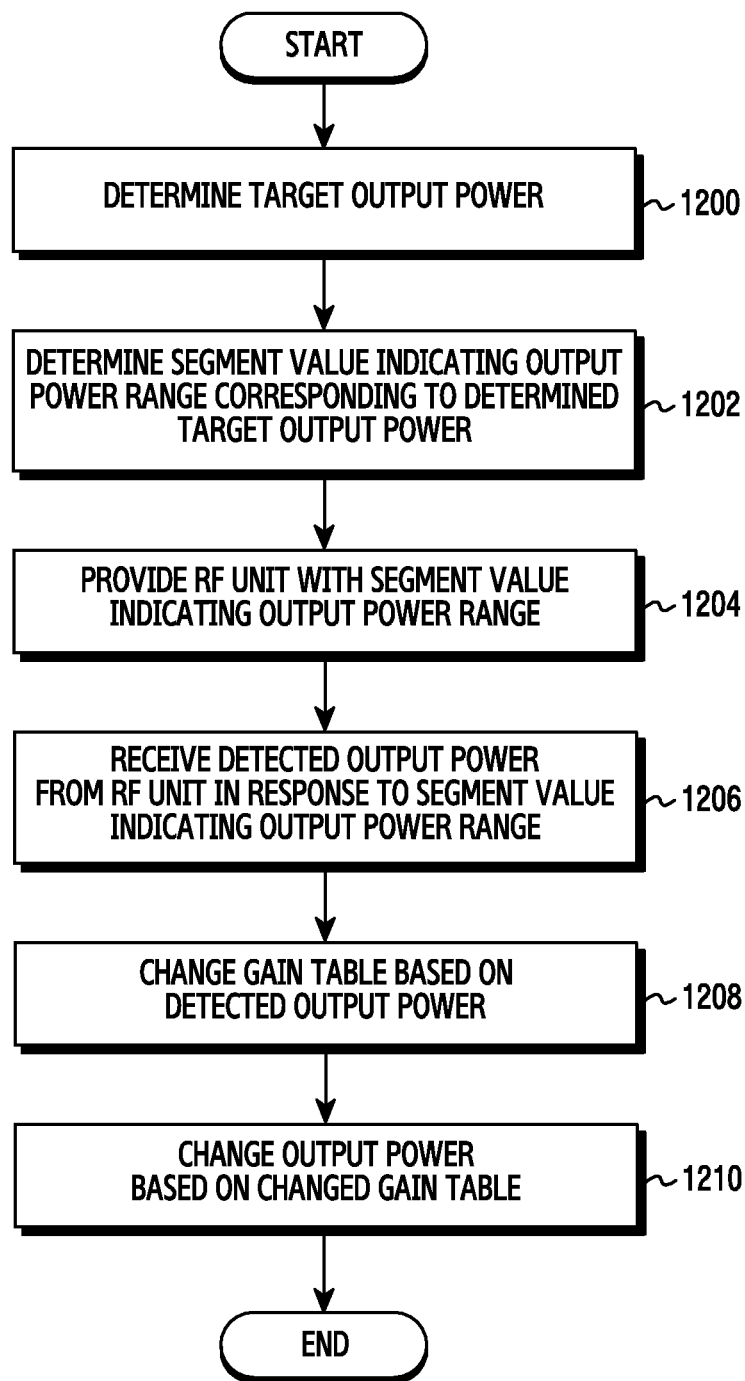 START
DETERMINE TARGET OUTPUT POWER
1200
DETERMINE SEGMENT VALUE INDICATING OUTPUT
POWER RANGE CORRESPONDING TO DETERMINED
TARGET OUTPUT POWER
1202
PROVIDE RF UNIT WITH SEGMENT VALUE
INDICATING OUTPUT POWER RANGE
1204
RECEIVE DETECTED OUTPUT POWER
FROM RF UNIT IN RESPONSE TO SEGMENT VALUE
INDICATING OUTPUT POWER RANGE
1206
CHANGE GAIN TABLE BASED ON
DETECTED OUTPUT POWER
1208
CHANGE OUTPUT POWER
BASED ON CHANGED GAIN TABLE
1210
END